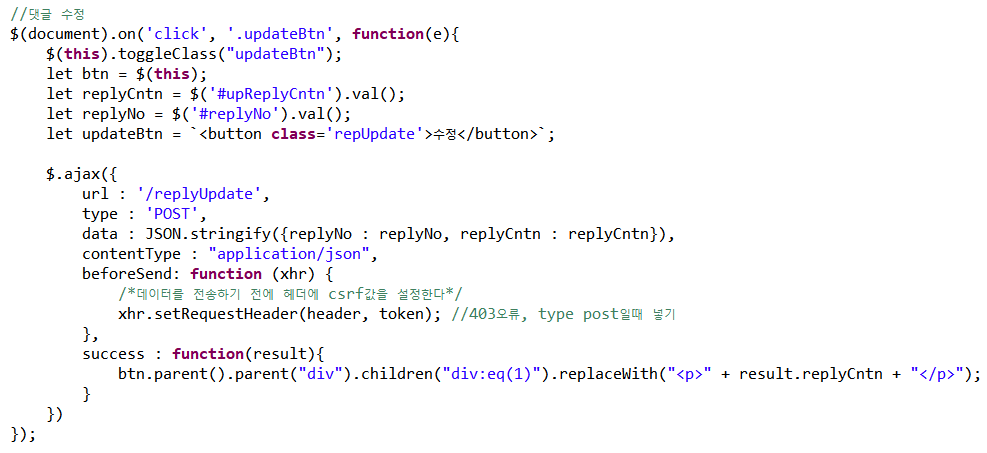 //댓글 수정
$(document).on('click', '.updateBtn', function(e){
    $(this).toggleClass("updateBtn");
    let btn = $(this);
    let replyCntn = $('#upReplyCntn').val();
    let replyNo = $('#replyNo').val();
    let updateBtn = `<button class='repUpdate'>수정</button>`;

    $.ajax({
        url : '/replyUpdate',
        type : 'POST',
        data : JSON.stringify({replyNo : replyNo, replyCntn : replyCntn}),
        contentType : "application/json",
        beforeSend: function (xhr) {
            /*데이터를 전송하기 전에 헤더에 csrf값을 설정한다*/
            xhr.setRequestHeader(header, token); //403오류, type post일때 넣기
        },
        success : function(result){
            btn.parent().parent("div").children("div:eq(1)").replaceWith("<p>" + result.replyCntn + "</p>");
        }
    })
});